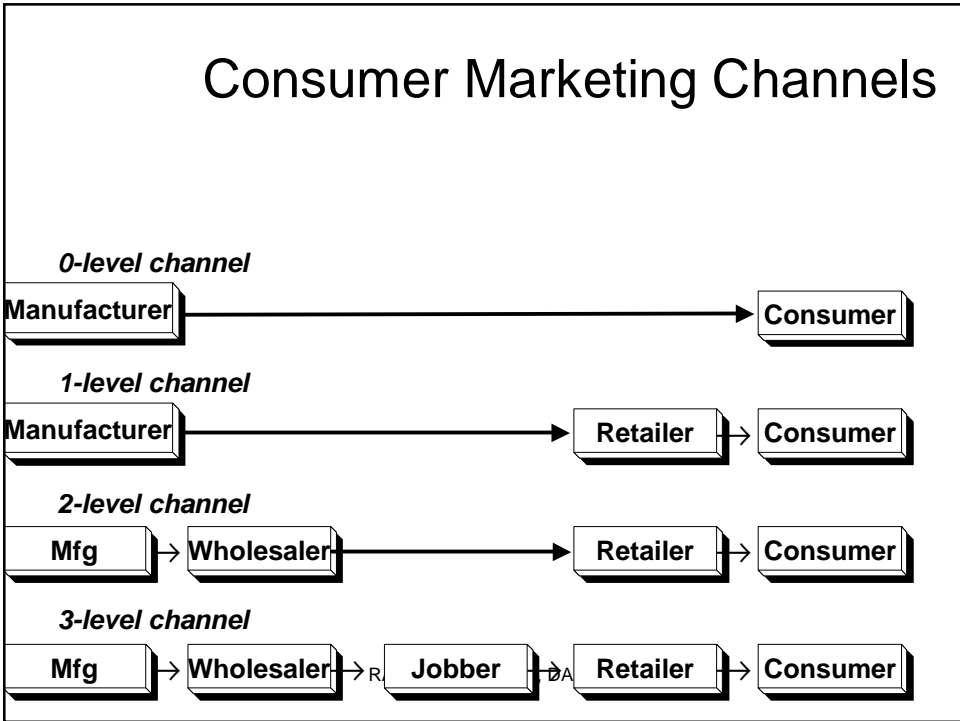 Consumer Marketing Channels
0-level channel
Manufacturer Consumer
1-level channel
Manufacturer Retailer Consumer
2-level channel
Mfg Wholesaler Retailer Consumer
3-level channel
Mfg Wholesaler Jobber Retailer Consumer